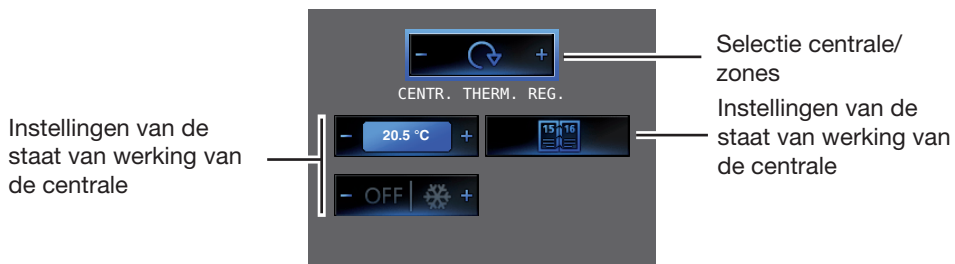 Selectie centrale/
zones
- +
CENTR. THERM. REG.
Instellingen van de
staat van werking van
de centrale
- 20.5 °C +
15 16
Instellingen van de
staat van werking van
de centrale
- OFF +